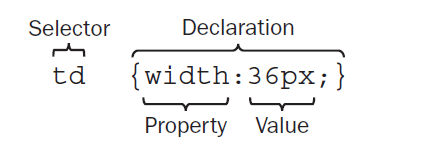 Selector Declaration
td {width:36px;}
Property Value